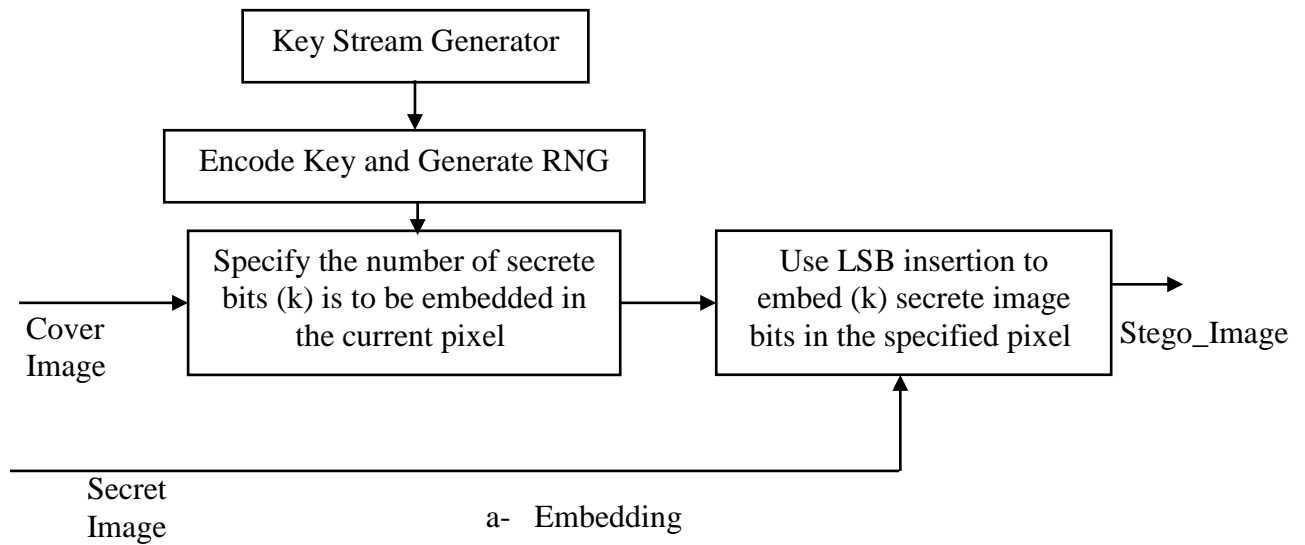 Key Stream Generator
Encode Key and Generate RNG
Specify the number of secrete
bits (k) is to be embedded in
the current pixel
Use LSB insertion to
embed (k) secrete image
bits in the specified pixel
Cover
Image
Stego_Image
Secret
Image
a- Embedding